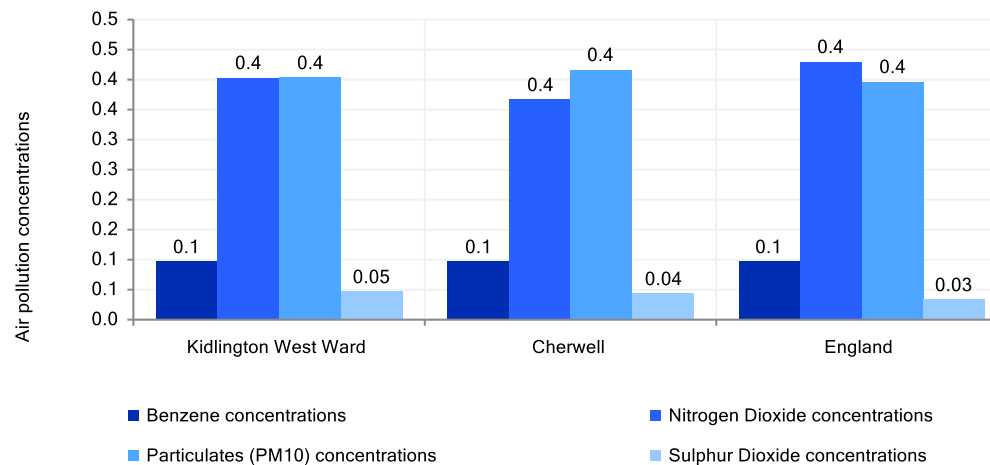 Air pollution concentrations
0.5
0.5
0.4
0.4
0.3
0.3
0.2
0.2
0.1
0.1
0.0
0.1
0.4
0.4
0.05
0.1
0.4
0.4
0.04
0.1
0.4
0.4
0.03
Kidlington West Ward
Cherwell
England
Benzene concentrations
Nitrogen Dioxide concentrations
Particulates (PM10) concentrations
Sulphur Dioxide concentrations